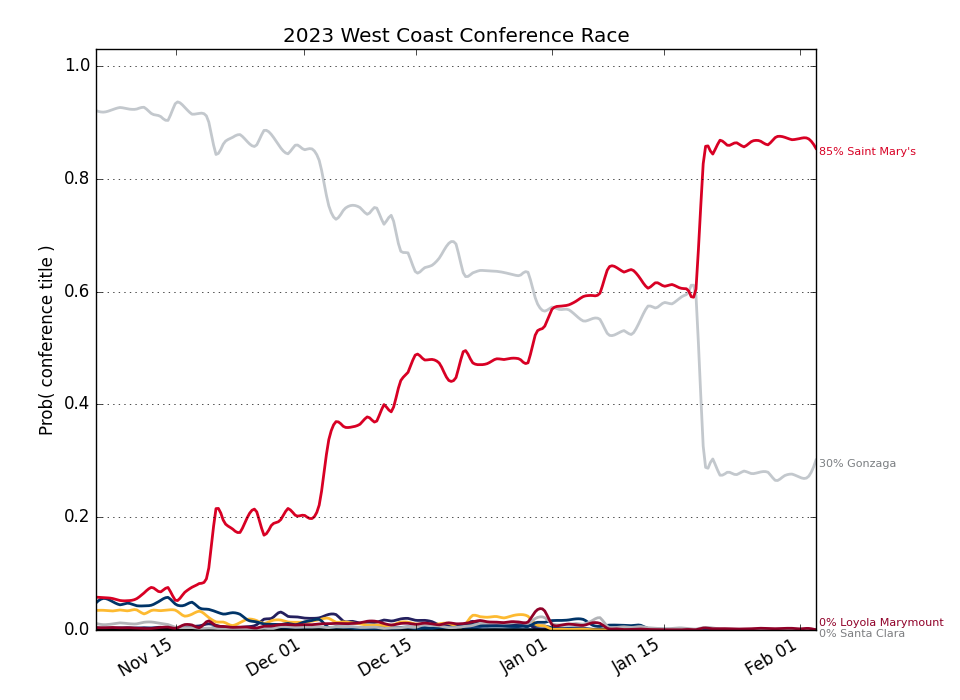 2023 West Coast Conference Race
Prob( conference title )
1.0
0.8
0.6
0.4
0.2
0.0
Nov 15
Dec 01
Dec 15
Jan 01
Jan 15
Feb 01
85% Saint Mary's
30% Gonzaga
0% Loyola Marymount
0% Santa Clara